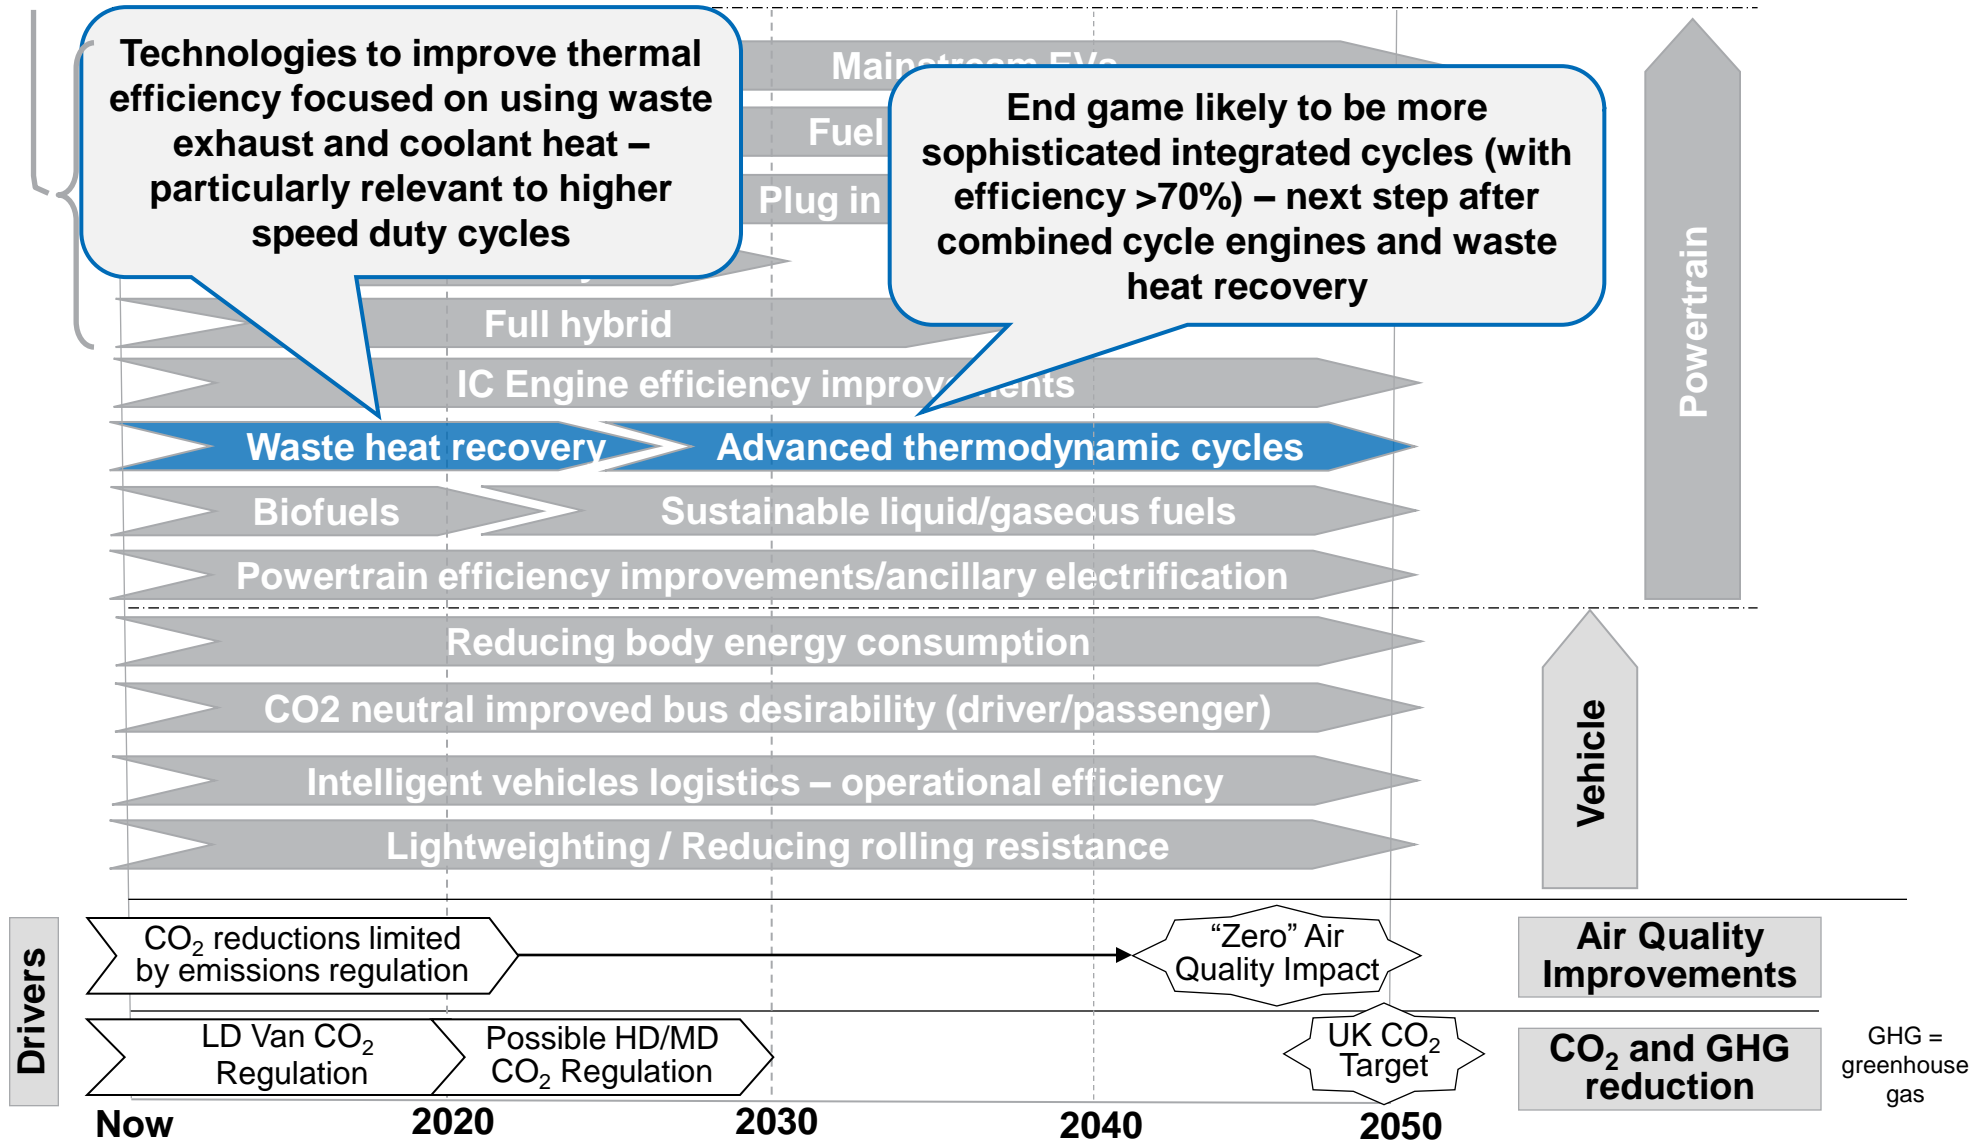 Technologies to improve thermal
efficiency focused on using waste
exhaust and coolant heat –
particularly relevant to higher
speed duty cycles
End game likely to be more
sophisticated integrated cycles (with
efficiency >70%) – next step after
combined cycle engines and waste
heat recovery
Fuel
Plug in
Full hybrid
IC Engine efficiency
Waste heat recovery
Advanced thermodynamic cycles
Biofuels
Sustainable liquid/gaseous fuels
Powertrain efficiency improvements/ancillary electrification
Reducing body energy consumption
CO2 neutral improved bus desirability (driver/passenger)
Intelligent vehicles logistics – operational efficiency
Lightweighting / Reducing rolling resistance
Powertrain
Vehicle
Drivers
CO₂ reductions limited
by emissions regulation
“Zero” Air
Quality Impact
Air Quality
Improvements
LD Van CO₂
Regulation
Possible HD/MD
CO₂ Regulation
UK CO₂
Target
CO₂ and GHG
reduction
GHG =
greenhouse
gas
Now
2020
2030
2040
2050